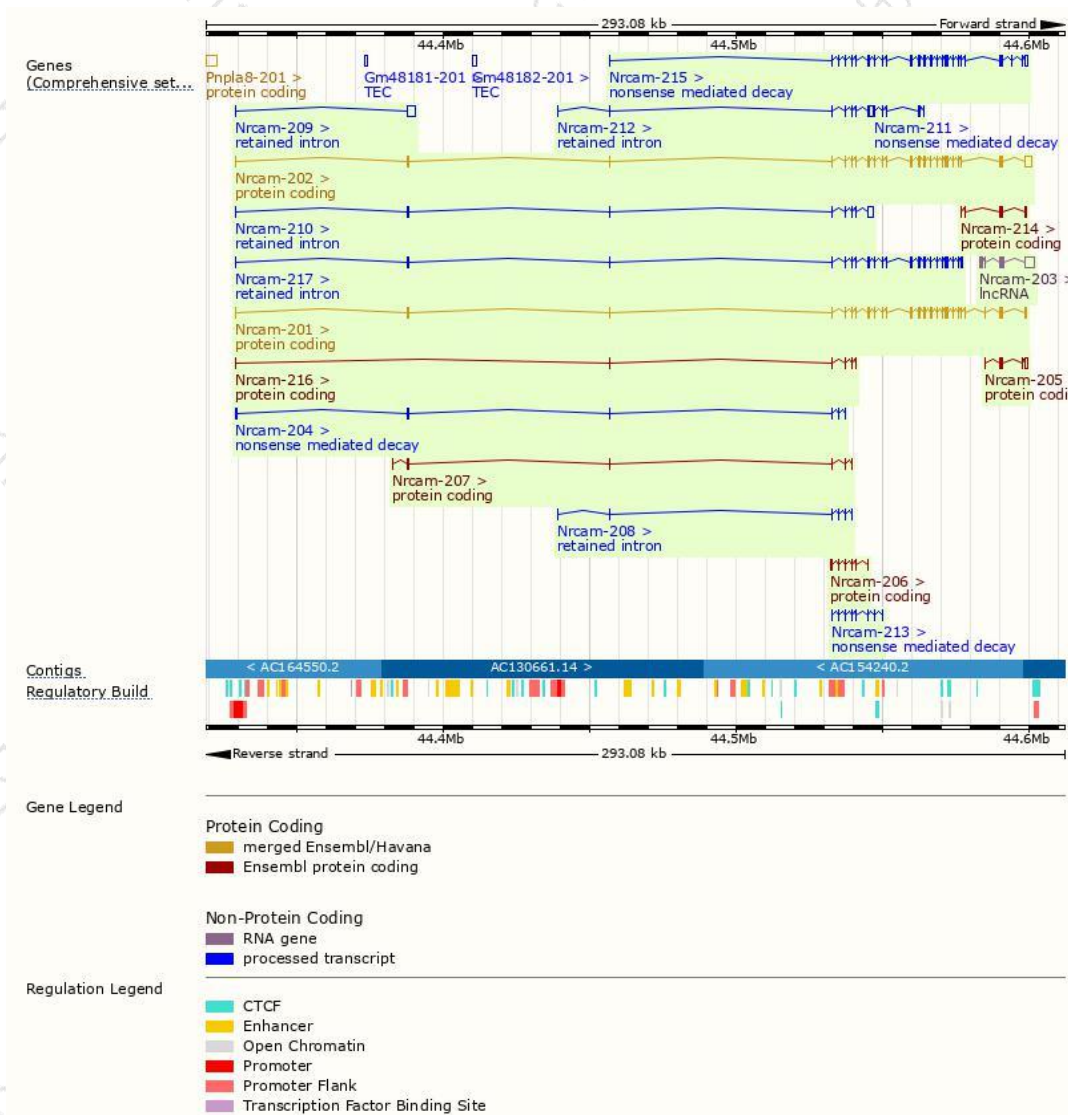 293.08 kb Forward strand
44.4Mb 44.5Mb 44.6Mb
Genes
(Comprehensive set...
Pnpla8-201 > Gm48181-201 > Gm48182-201 > Nrcam-215 >
protein coding TEC TEC nonsense mediated decay
Nrcam-209 > Nrcam-212 > Nrcam-211 >
retained intron retained intron nonsense mediated decay
Nrcam-202 >
protein coding
Nrcam-210 > Nrcam-214 >
retained intron protein coding
Nrcam-217 > Nrcam-203 >
retained intron lncRNA
Nrcam-201 >
protein coding
Nrcam-216 > Nrcam-205
protein coding protein codi
Nrcam-204 >
nonsense mediated decay
Nrcam-207 >
protein coding
Nrcam-208 >
retained intron
Nrcam-206 >
protein coding
Nrcam-213 >
nonsense mediated decay
Contigs < AC164550.2 AC130661.14 > < AC154240.2
Regulatory Build
44.4Mb 44.5Mb 44.6Mb
Reverse strand 293.08 kb
Gene Legend
Protein Coding
merged Ensembl/Havana
Ensembl protein coding
Non-Protein Coding
RNA gene
processed transcript
Regulation Legend
CTCF
Enhancer
Open Chromatin
Promoter
Promoter Flank
Transcription Factor Binding Site